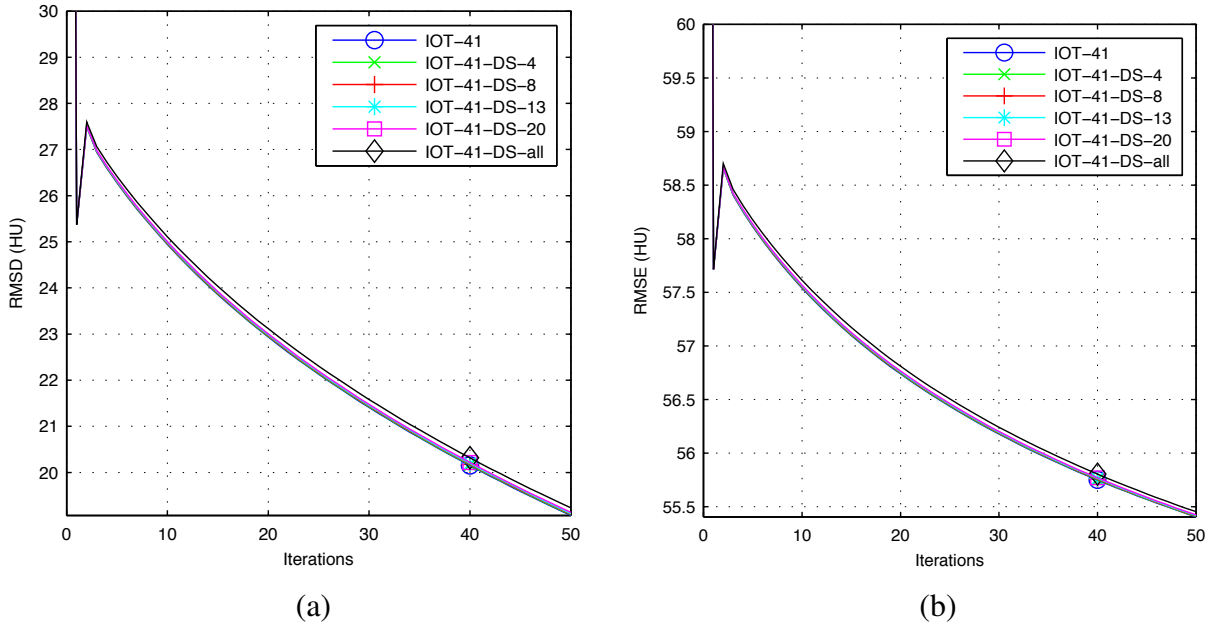 30
29
28
27
26
25
24
23
22
21
20
RMSD (HU)
IOT-41
IOT-41-DS-4
IOT-41-DS-8
IOT-41-DS-13
IOT-41-DS-20
IOT-41-DS-all
0 10 20 30 40 50
Iterations
(a)
60
59.5
59
58.5
58
57.5
57
56.5
56
55.5
RMSE (HU)
IOT-41
IOT-41-DS-4
IOT-41-DS-8
IOT-41-DS-13
IOT-41-DS-20
IOT-41-DS-all
0 10 20 30 40 50
Iterations
(b)